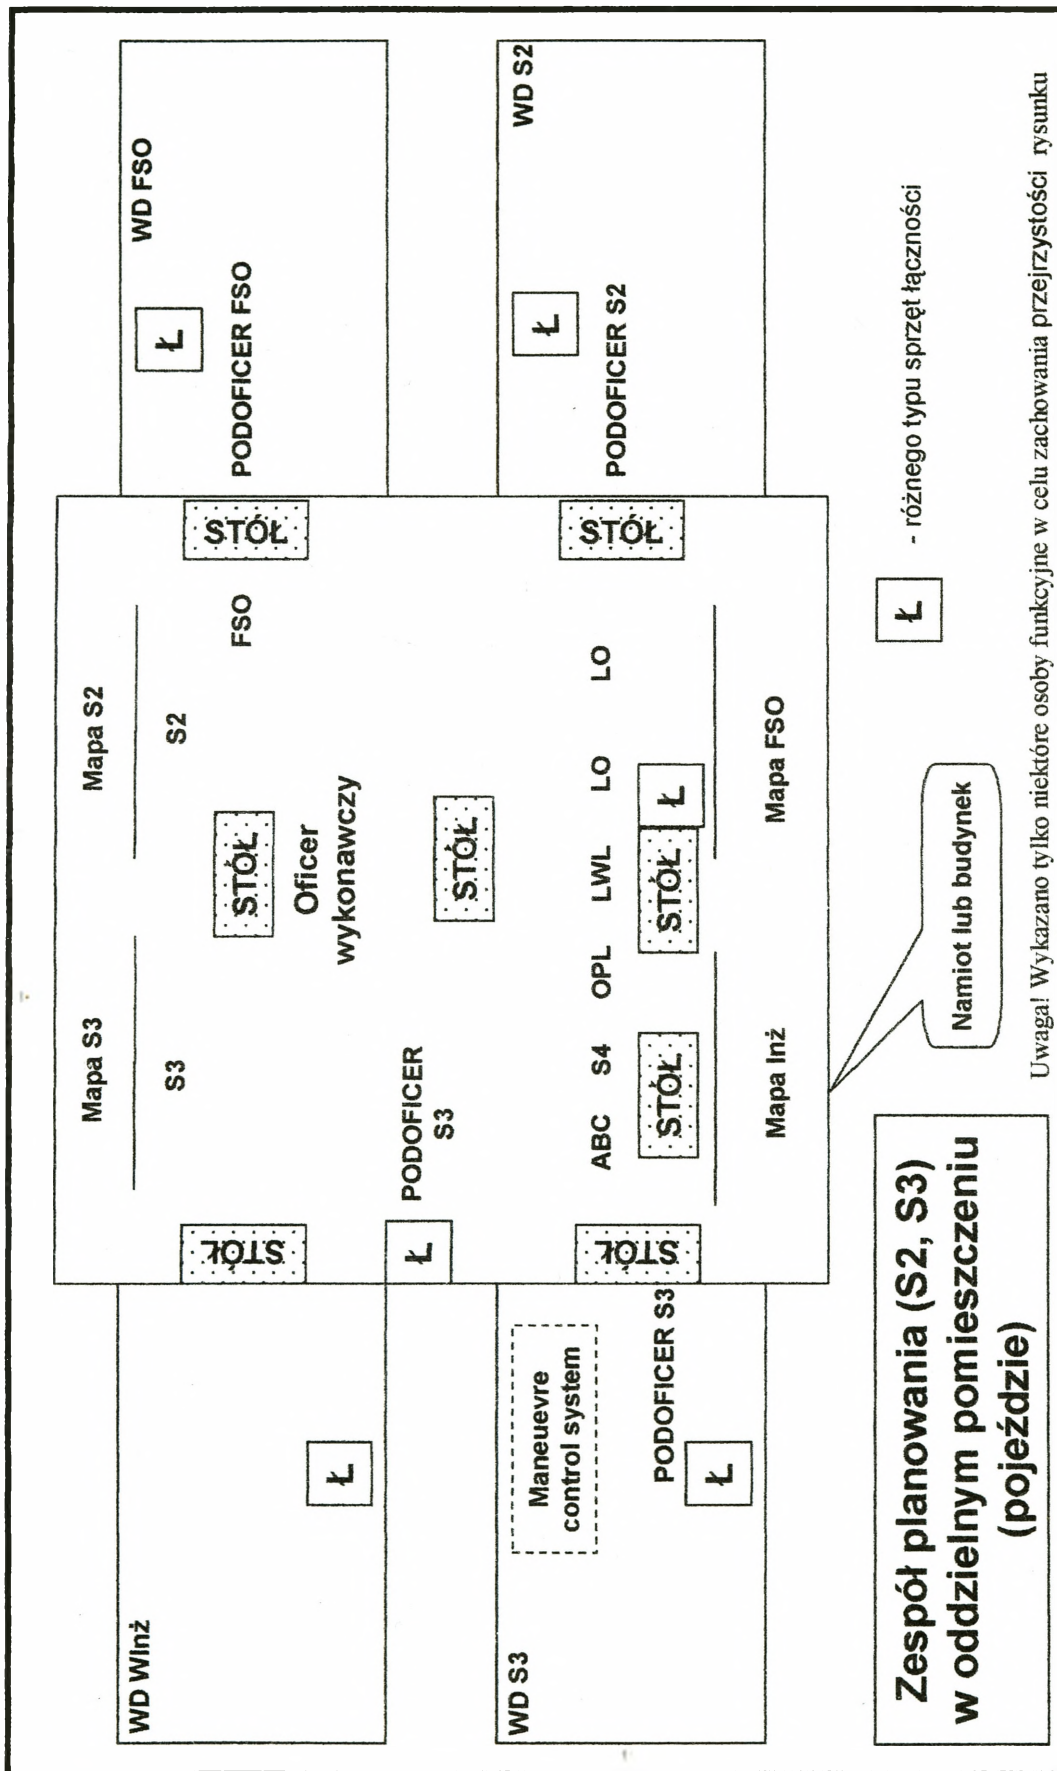 WD WInż
Ł
WD S3
Maneuevre
control system
PODOFICER S3
Ł
Mapa S3
Mapa S2
S3
S2
STÓŁ
STÓŁ
STÓŁ
FSO
Oficer
wykonawczy
Ł
PODOFICER
S3
STÓŁ
ABC S4 OPL LWL LO LO
STÓŁ
STÓŁ
STÓŁ
Ł
STÓŁ
Mapa Inż
Mapa FSO
WD FSO
Ł
PODOFICER FSO
WD S2
Ł
PODOFICER S2
Zespół planowania (S2, S3)
w oddzielnym pomieszczeniu
(pojeździe)
Namiot lub budynek
Ł - różnego typu sprzęt łączności
Uwaga! Wykazano tylko niektóre osoby funkcyjne w celu zachowania przejrzystości rysunku